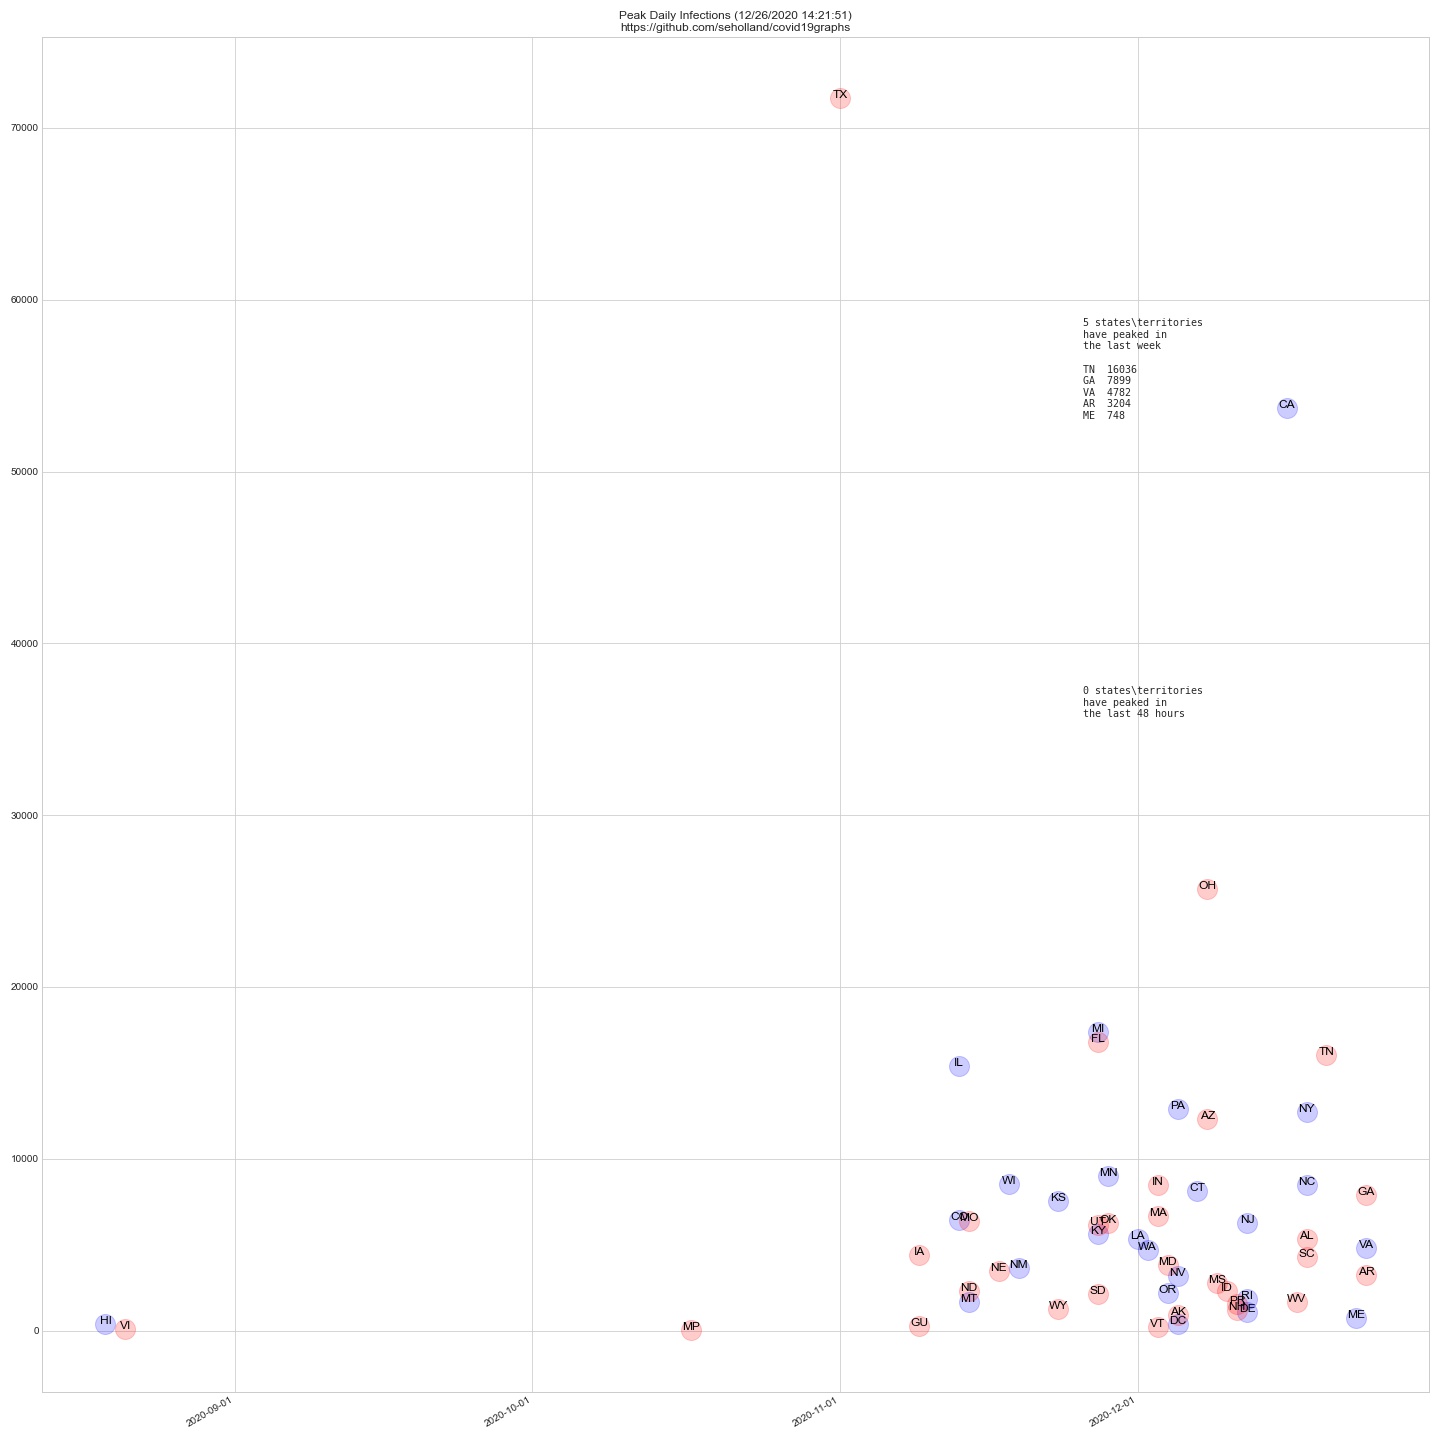 Peak Daily Infections (12/26/2020 14:21:51)
https://github.com/seholland/covid19graphs
TX
70000
60000
5 states\territories
have peaked in
the last week
TN 16036
GA 7899
VA 4782
AR 3204
ME 748
CA
50000
40000
0 states\territories
have peaked in
the last 48 hours
30000
OH
20000
MI
FL
TN
IL
PA
NY
AZ
10000
MN
WI
IN
NC
CT
KS
GA
MA
CO
MO
UT
OK
NJ
KY
LA
AL
WA
VA
IA
SC
MD
NM
NE
NV
AR
MS
ND
ID
OR
SD
RI
MT
WV
PR
WY
NH
DE
AK
ME
HI
DC
GU
VT
VI
MP
0
2020-09-01
2020-10-01
2020-11-01
2020-12-01